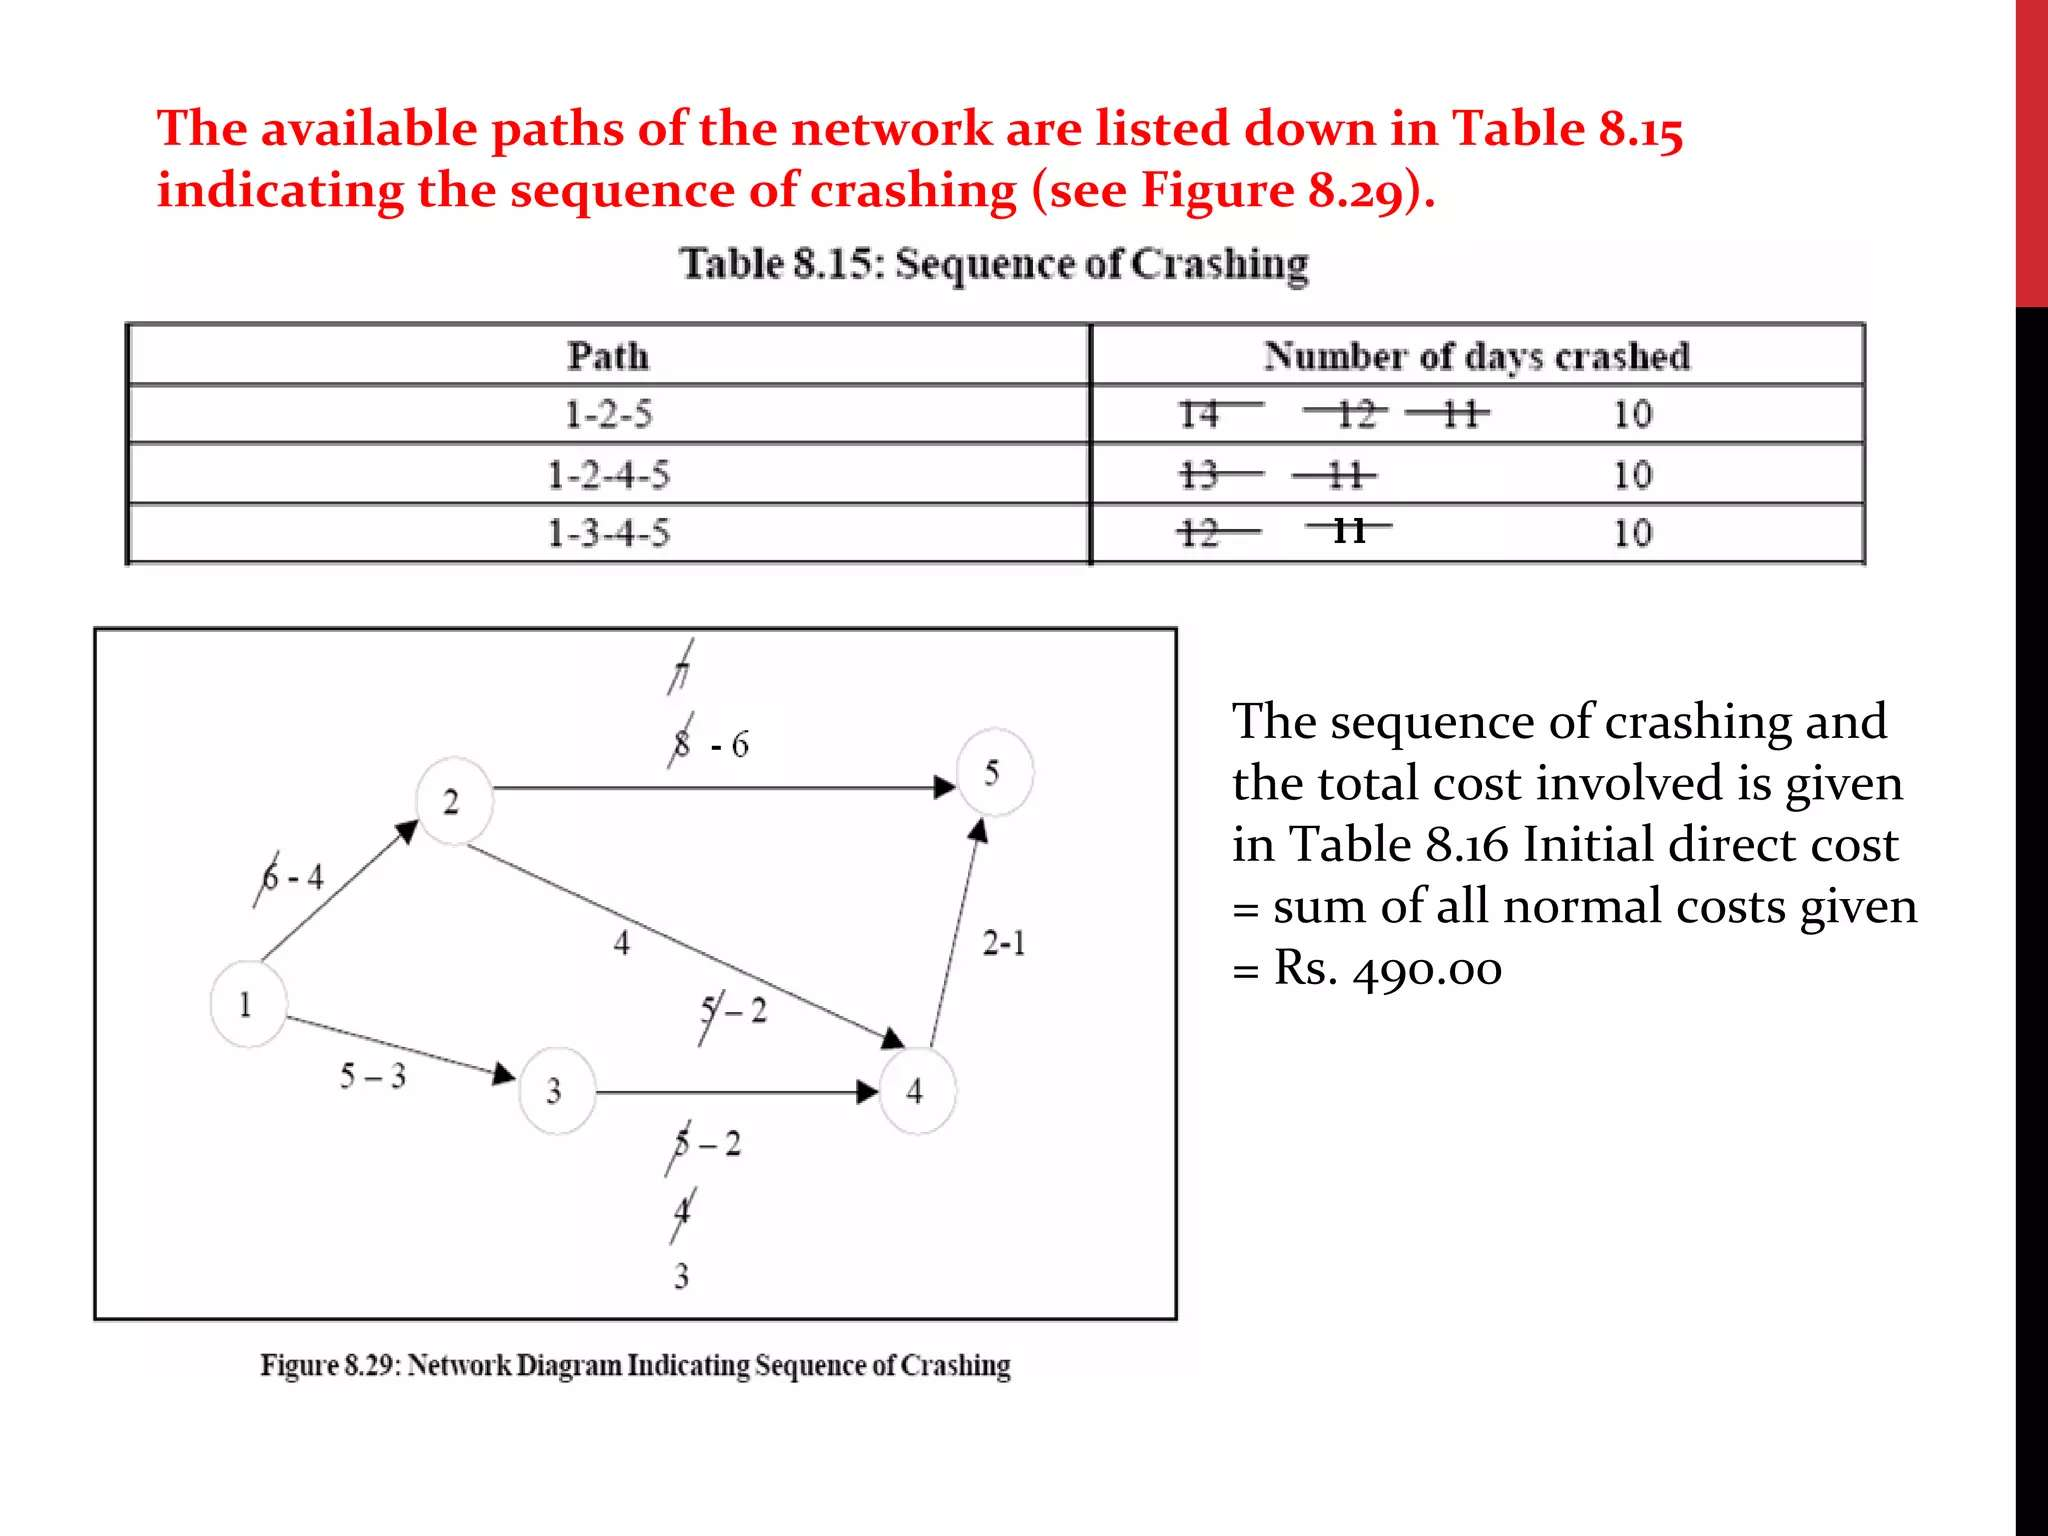 The available paths of the network are listed down in Table 8.15
indicating the sequence of crashing (see Figure 8.29).
Table 8.15: Sequence of Crashing
Path Number of days crashed
1-2-5 14 12 11 10
1-2-4-5 13 11 10
1-3-4-5 12 11 10
7
8 - 6
2
5
6 - 4
4
2-1
1
5 – 2
5 – 3
3
4
5 – 2
4
3
The sequence of crashing and
the total cost involved is given
in Table 8.16 Initial direct cost
= sum of all normal costs given
= Rs. 490.00
Figure 8.29: Network Diagram Indicating Sequence of Crashing